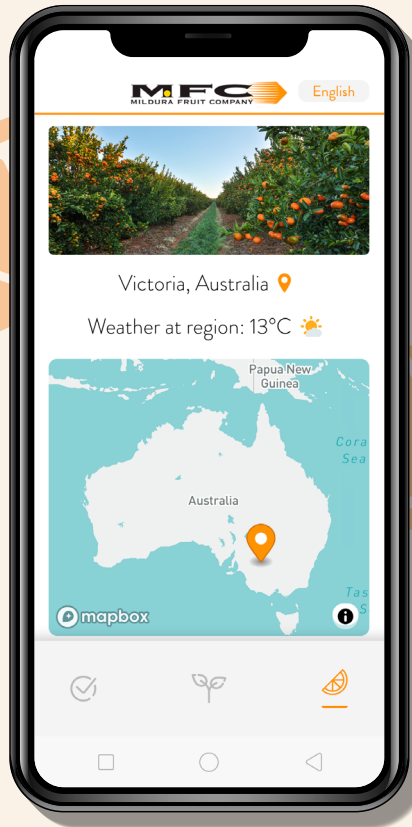 MFC
MILDURA FRUIT COMPANY
English
Victoria, Australia
Weather at region: 13°C
Papua New
Guinea
Cora
Sea
Australia
Tas
S
mapbox
i